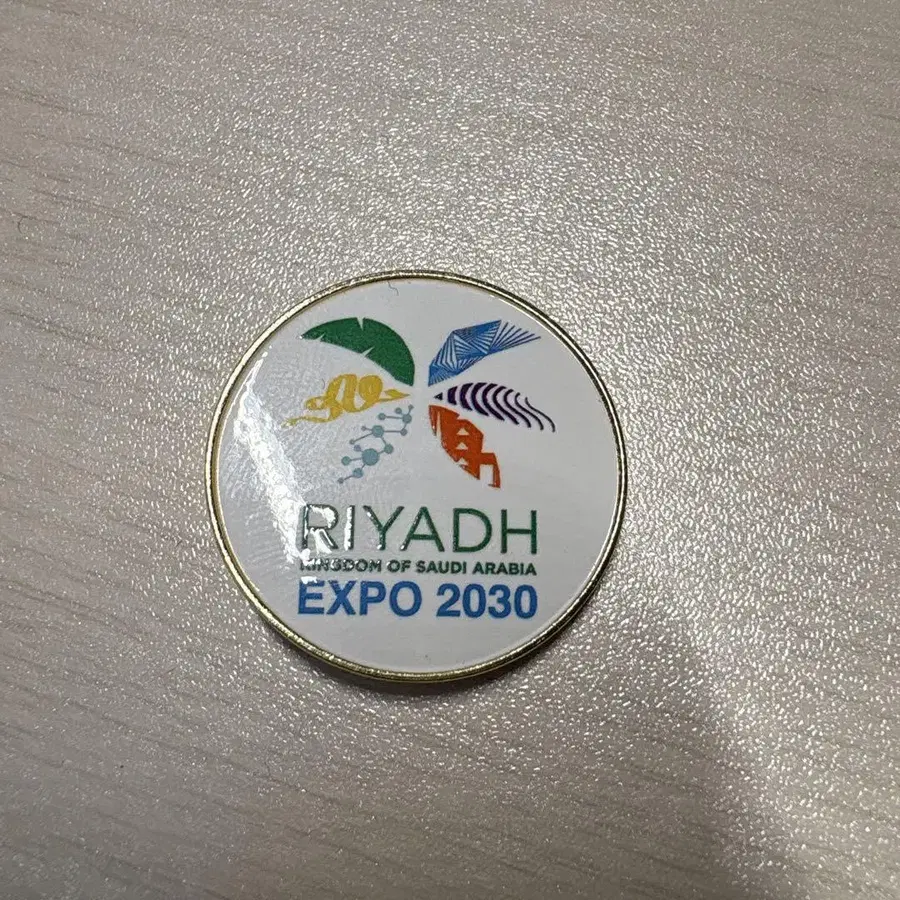 RIYADH
KINGDOM OF SAUDI ARABIA
EXPO 2030